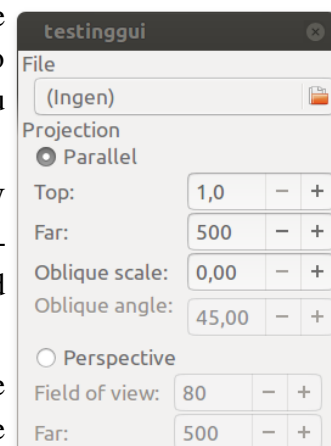 testinggui
File
(Ingen)
Projection
Parallel
Top: 1,0 − +
Far: 500 − +
Oblique scale: 0,00 − +
Oblique angle: 45,00 − +
Perspective
Field of view: 80 − +
Far: 500 − +